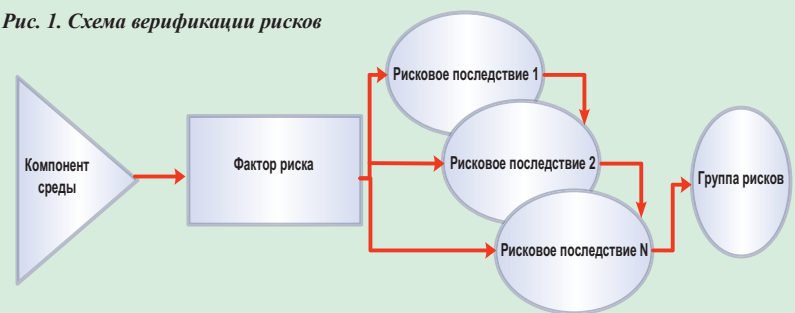 Рис. 1. Схема верификации рисков
Рисковое последствие 1
Компонент
среды
Фактор риска
Рисковое последствие 2
Группа рисков
Рисковое последствие N